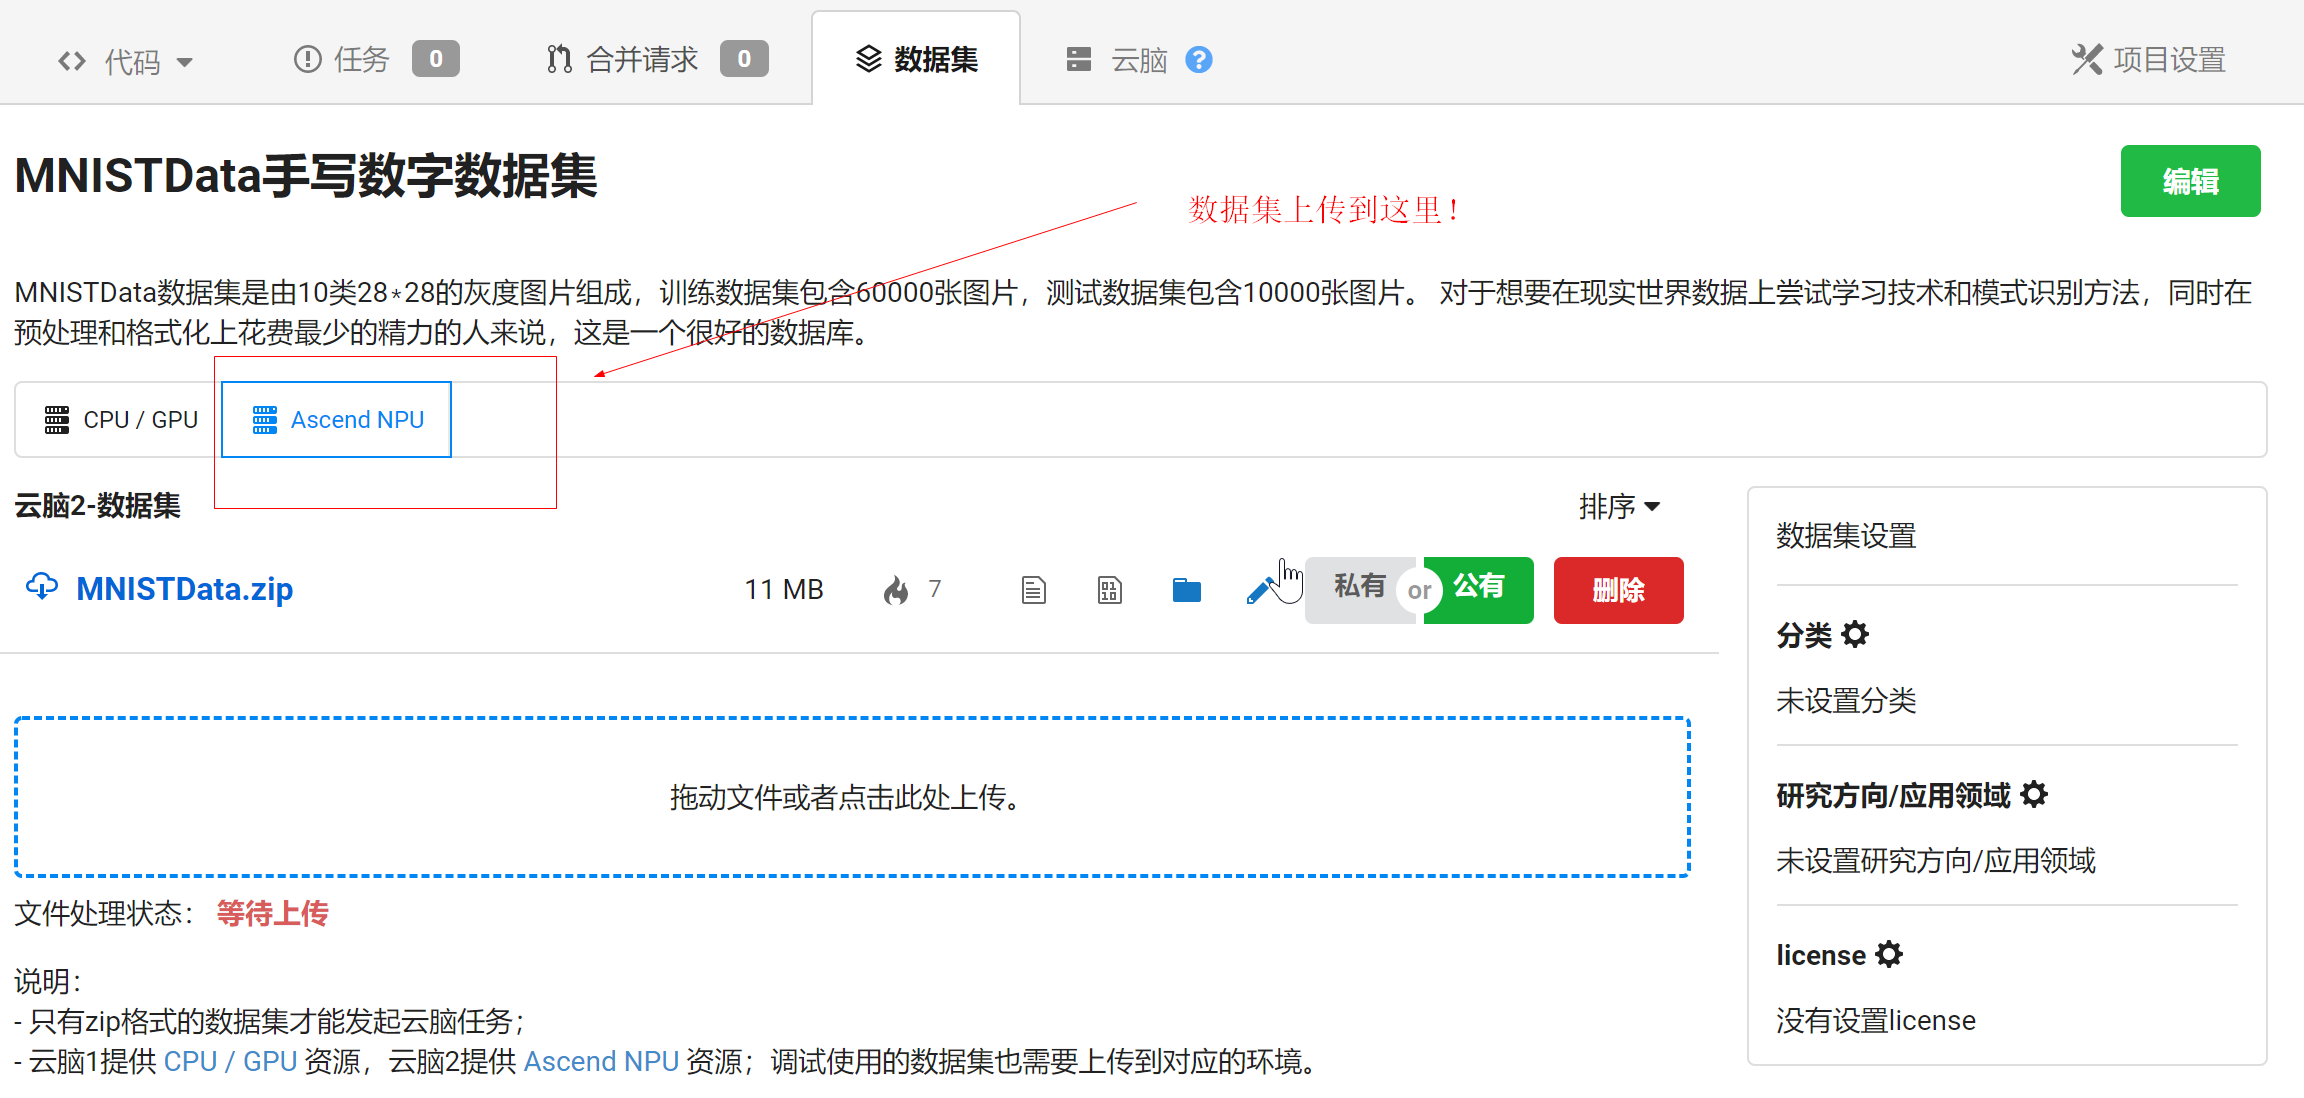 代码 任务 0 合并请求 0 数据集 云脑 ? 项目设置
MNISTData手写数字数据集
编辑
数据集上传到这里！
MNISTData数据集是由10类28*28的灰度图片组成，训练数据集包含60000张图片，测试数据集包含10000张图片。 对于想要在现实世界数据上尝试学习技术和模式识别方法，同时在
预处理和格式化上花费最少的精力的人来说，这是一个很好的数据库。
CPU / GPU Ascend NPU
云脑2-数据集 排序
MNISTData.zip 11 MB 7 私有 or 公有 删除
拖动文件或者点击此处上传。
文件处理状态： 等待上传
说明：
- 只有zip格式的数据集才能发起云脑任务；
- 云脑1提供 CPU / GPU 资源，云脑2提供 Ascend NPU 资源；调试使用的数据集也需要上传到对应的环境。
数据集设置
分类
未设置分类
研究方向/应用领域
未设置研究方向/应用领域
license
没有设置license